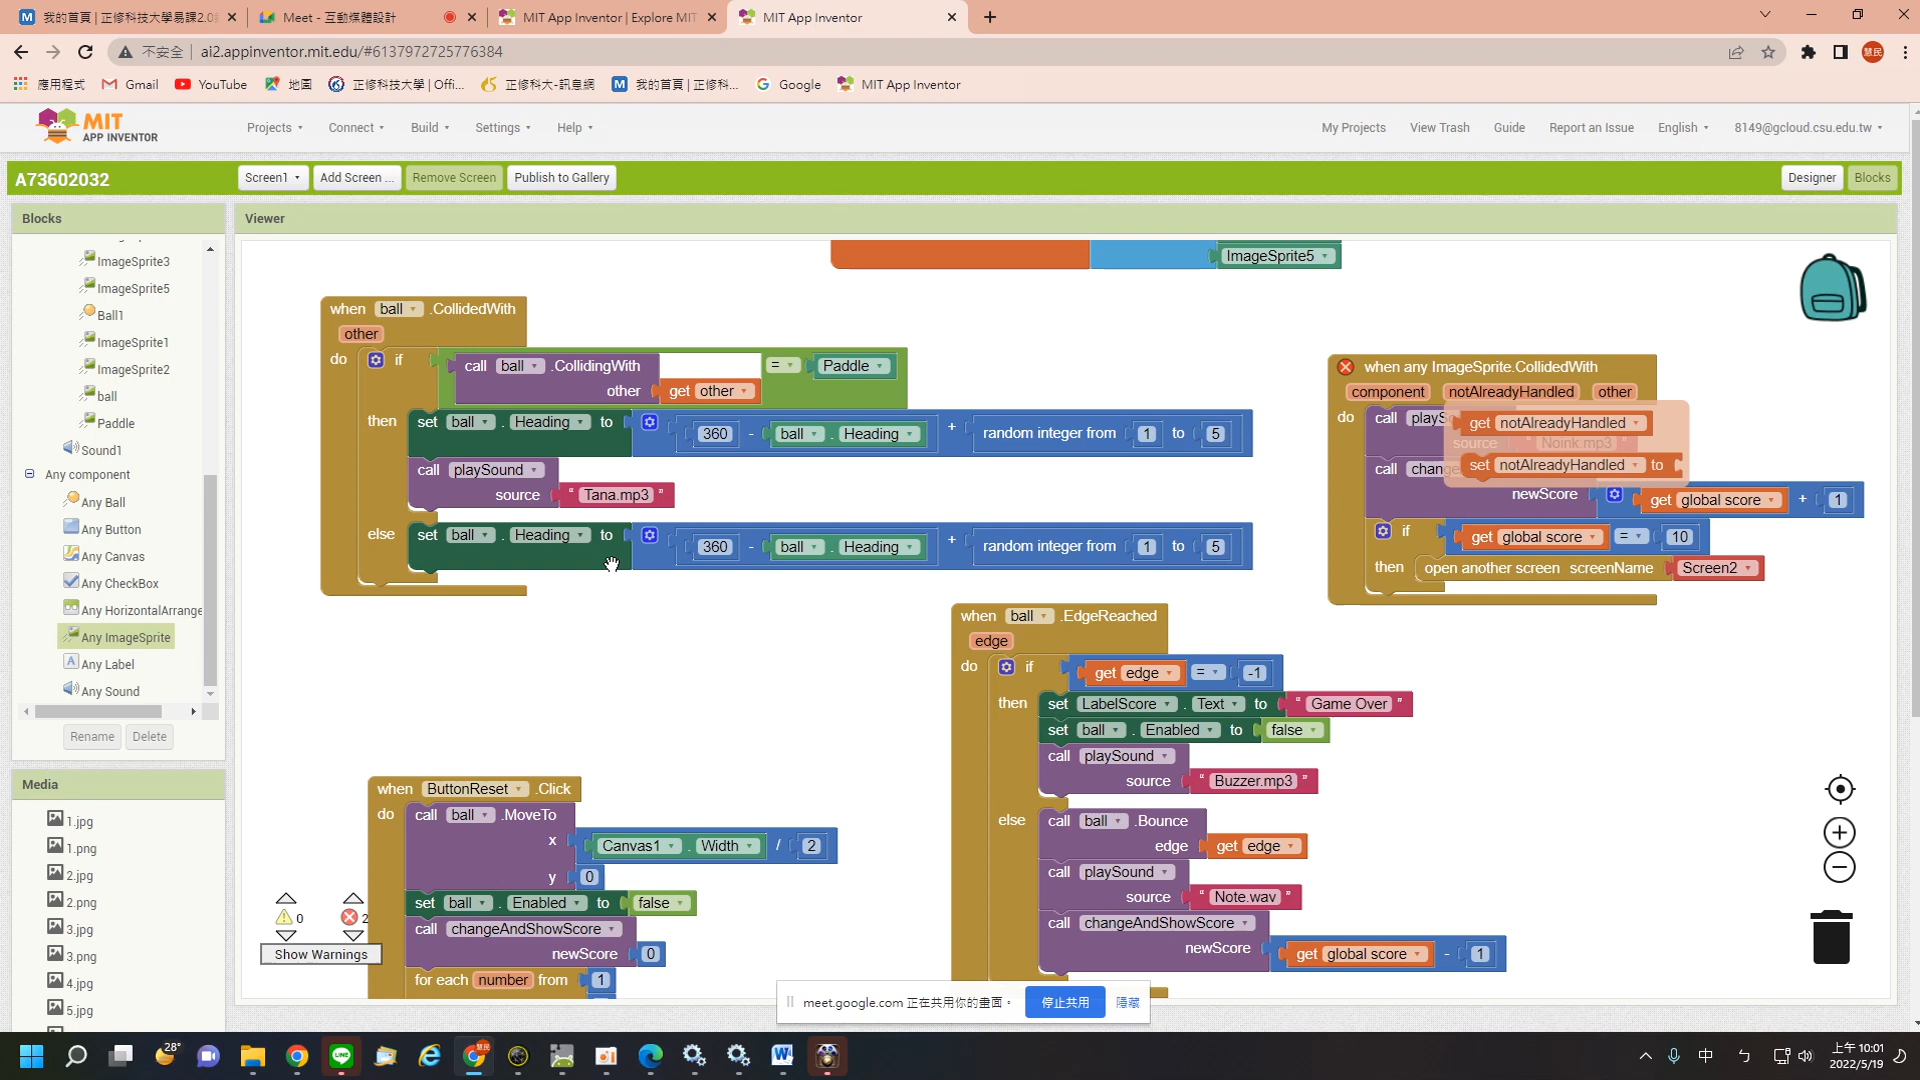 我的首頁 | 正修科技大學易課2.0
Meet - 互動媒體設計
MIT App Inventor | Explore MIT
MIT App Inventor
不安全 | ai2.appinventor.mit.edu/#6137972725776384
慧民
應用程式
Gmail
YouTube
地圖
正修科技大學 | Offi...
正修科大-訊息網
我的首頁 | 正修科...
Google
MIT App Inventor
MIT
APP INVENTOR
Projects
Connect
Build
Settings
Help
My Projects
View Trash
Guide
Report an Issue
English
8149@gcloud.csu.edu.tw
A73602032
Screen1
Add Screen ...
Remove Screen
Publish to Gallery
Designer
Blocks
Blocks
Viewer
ImageSprite3
ImageSprite5
Ball1
ImageSprite1
ImageSprite2
ball
Paddle
Sound1
Any component
Any Ball
Any Button
Any Canvas
Any CheckBox
Any HorizontalArrange
Any ImageSprite
Any Label
Any Sound
Rename
Delete
Media
1.jpg
1.png
2.jpg
2.png
3.jpg
3.png
4.jpg
5.jpg
ImageSprite5
when ball .CollidedWith
other
do if call ball .CollidingWith = Paddle
other get other
then set ball . Heading to 360 - ball . Heading + random integer from 1 to 5
call playSound
source " Tana.mp3 "
else set ball . Heading to 360 - ball . Heading + random integer from 1 to 5
when any ImageSprite.CollidedWith
component notAlreadyHandled other
do call playS
get notAlreadyHandled
source " Noink.mp3 "
set notAlreadyHandled to
call chang
newScore get global score + 1
if get global score = 10
then open another screen screenName Screen2
when ball .EdgeReached
edge
do if get edge = -1
then set LabelScore . Text to " Game Over "
set ball . Enabled to false
call playSound
source " Buzzer.mp3 "
else call ball .Bounce
edge get edge
call playSound
source " Note.wav "
call changeAndShowScore
newScore get global score - 1
when ButtonReset .Click
do call ball .MoveTo
x Canvas1 . Width / 2
y 0
set ball . Enabled to false
call changeAndShowScore
newScore 0
for each number from 1
0
2
Show Warnings
meet.google.com 正在共用你的畫面。
停止共用
隱藏
28°
中
上午 10:01
2022/5/19